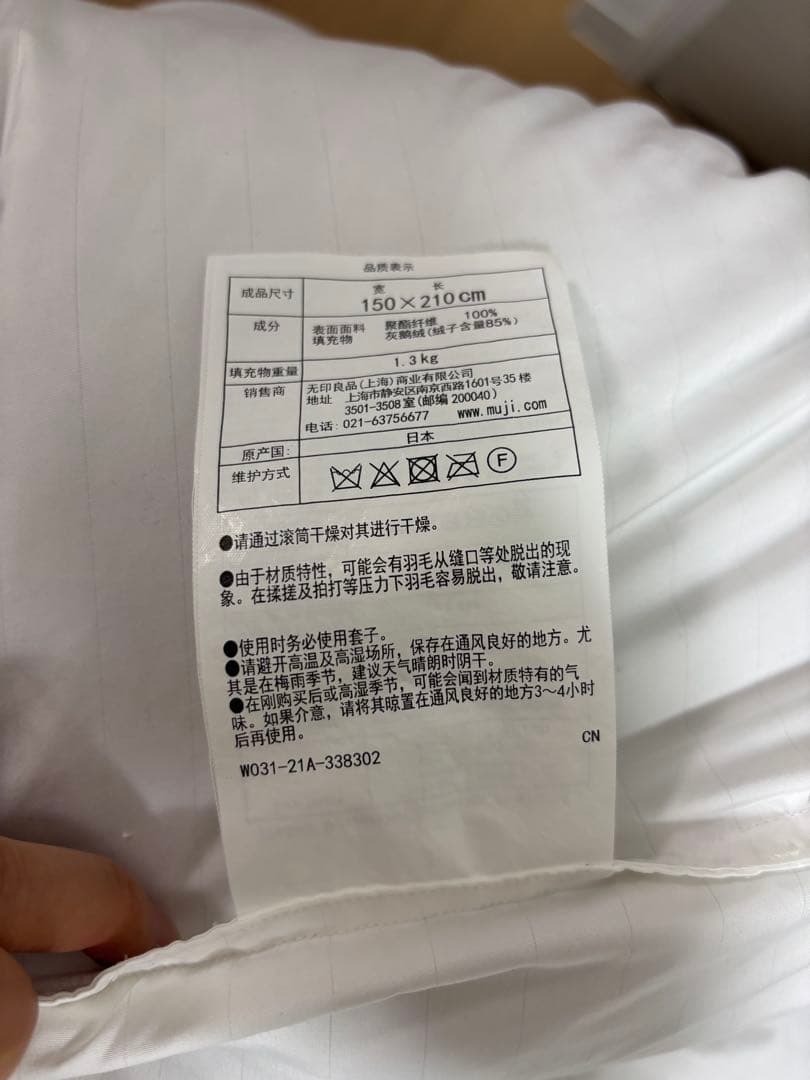 品质表示
成品尺寸 宽 长
150×210cm
成分 表面面料 聚酯纤维 100%
填充物 灰鹅绒(绒子含量85%)
填充物重量 1.3kg
销售商 无印良品(上海)商业有限公司
地址 上海市静安区南京西路1601号35楼
3501-3508室(邮编 200040)
电话:021-63756677 www.muji.com
原产国: 日本
维护方式 F
●请通过滚筒干燥对其进行干燥。
●由于材质特性,可能会有羽毛从缝口等处脱出的现
象。在揉搓及拍打等压力下羽毛容易脱出,敬请注意。
●使用时务必使用套子。
●请避开高温及高湿场所,保存在通风良好的地方。尤
其是在梅雨季节,建议天气晴朗时阴干。
●在刚购买后或高湿季节,可能会闻到材质特有的气
味。如果介意,请将其晾置在通风良好的地方3~4小时
后再使用。
W031-21A-338302 CN